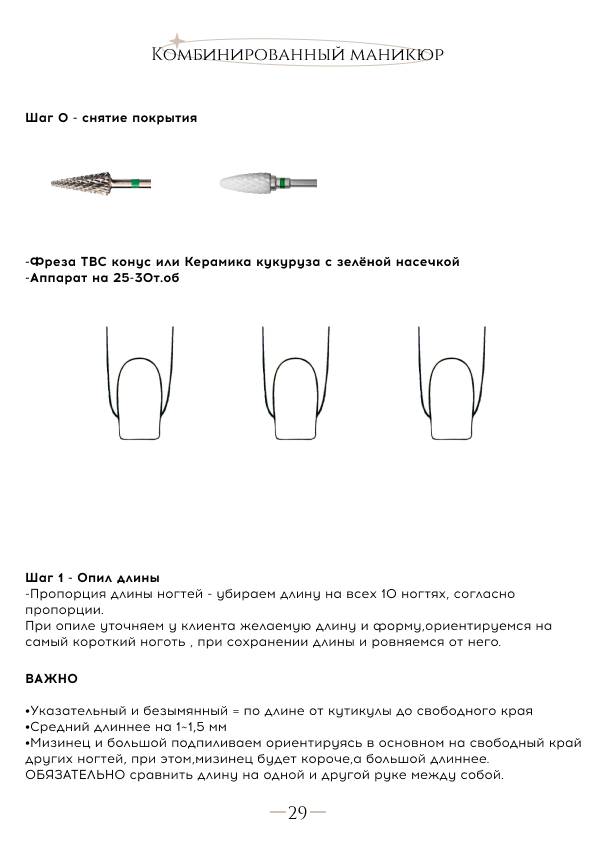 Комбинированный маникюр
Шаг 0 - снятие покрытия
-Фреза ТВС конус или Керамика кукуруза с зелёной насечкой
-Аппарат на 25-30т.об
Шаг 1 - Опил длины
-Пропорция длины ногтей - убираем длину на всех 10 ногтях, согласно
пропорции.
При опиле уточняем у клиента желаемую длину и форму,ориентируемся на
самый короткий ноготь , при сохранении длины и ровняемся от него.
ВАЖНО
•Указательный и безымянный = по длине от кутикулы до свободного края
•Средний длиннее на 1~1,5 мм
•Мизинец и большой подпиливаем ориентируясь в основном на свободный край
других ногтей, при этом,мизинец будет короче,а большой длиннее.
ОБЯЗАТЕЛЬНО сравнить длину на одной и другой руке между собой.
—29—